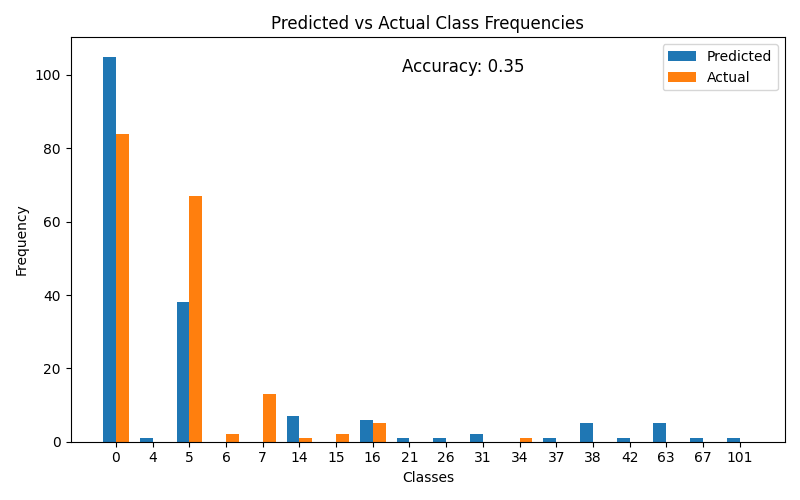 Predicted vs Actual Class Frequencies
Accuracy: 0.35
Predicted
Actual
Frequency
100
80
60
40
20
0
0 4 5 6 7 14 15 16 21 26 31 34 37 38 42 63 67 101
Classes